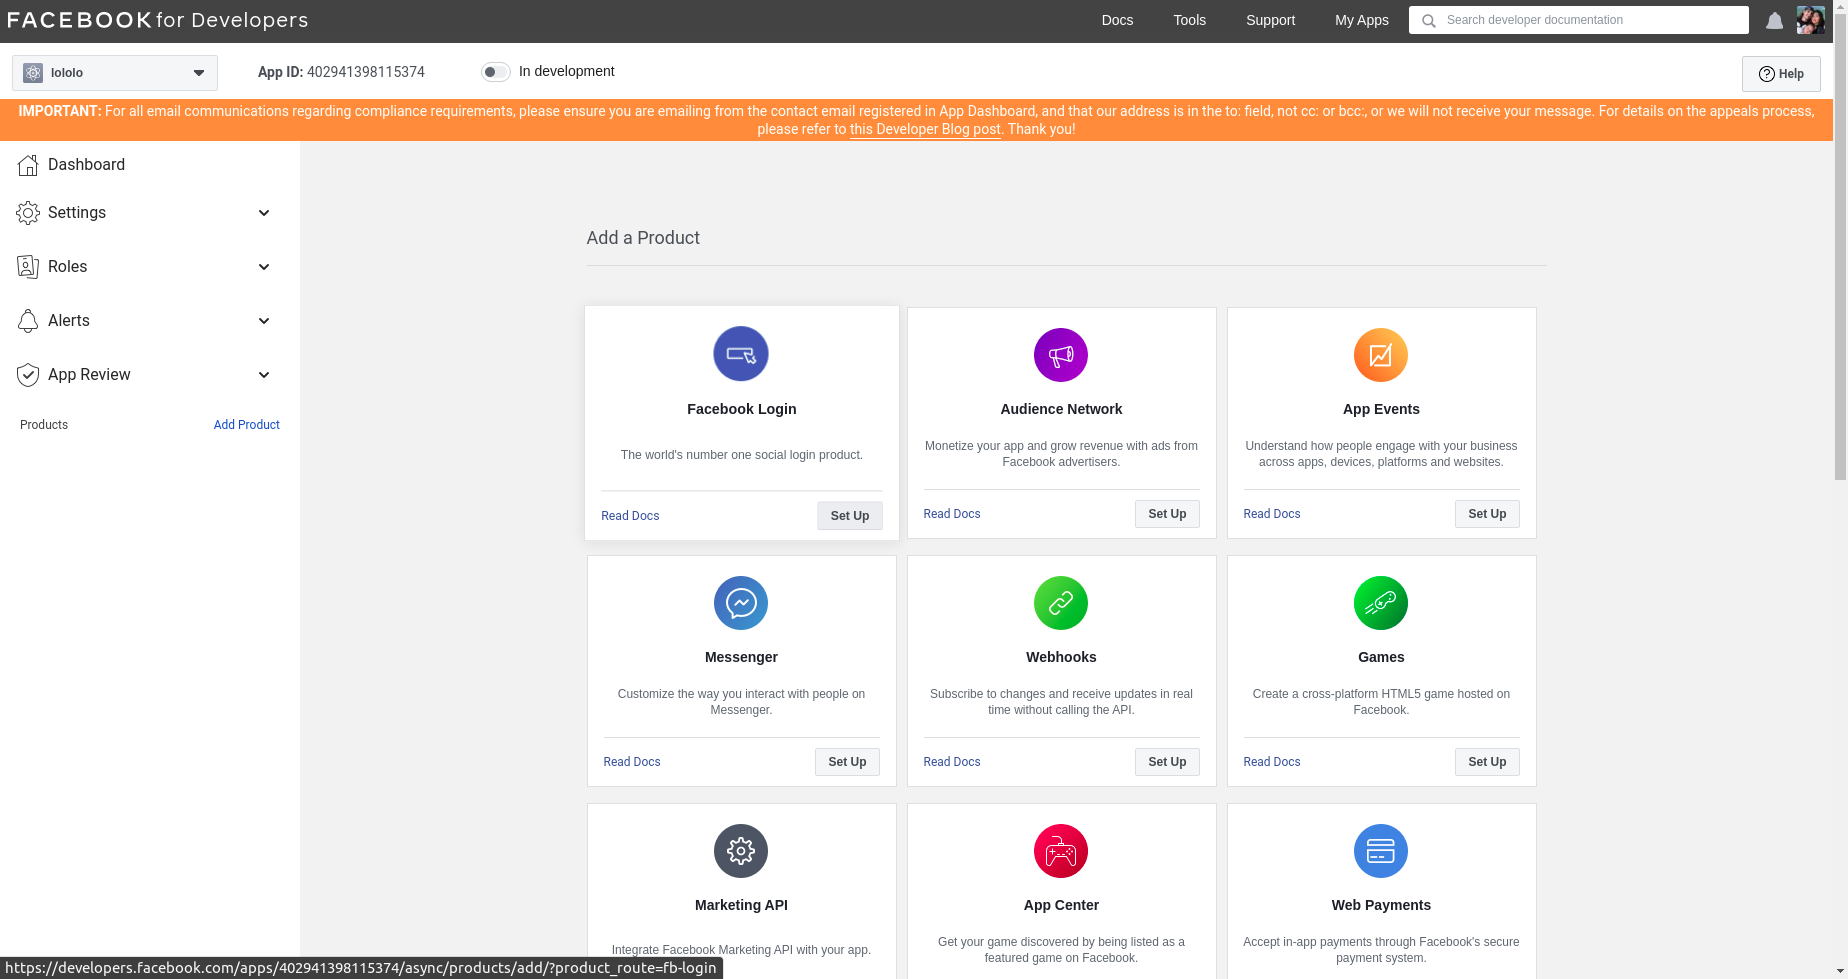 FACEBOOK for Developers
Docs Tools Support My Apps Search developer documentation
lololo App ID: 402941398115374 In development Help
IMPORTANT: For all email communications regarding compliance requirements, please ensure you are emailing from the contact email registered in App Dashboard, and that our address is in the to: field, not cc: or bcc:, or we will not receive your message. For details on the appeals process,
please refer to this Developer Blog post. Thank you!
Dashboard
Settings
Roles
Alerts
App Review
Products Add Product
Add a Product
Facebook Login
The world's number one social login product.
Read Docs Set Up
Audience Network
Monetize your app and grow revenue with ads from
Facebook advertisers.
Read Docs Set Up
App Events
Understand how people engage with your business
across apps, devices, platforms and websites.
Read Docs Set Up
Messenger
Customize the way you interact with people on
Messenger.
Read Docs Set Up
Webhooks
Subscribe to changes and receive updates in real
time without calling the API.
Read Docs Set Up
Games
Create a cross-platform HTML5 game hosted on
Facebook.
Read Docs Set Up
Marketing API
Integrate Facebook Marketing API with your app.
App Center
Get your game discovered by being listed as a
featured game on Facebook.
Web Payments
Accept in-app payments through Facebook's secure
payment system.
https://developers.facebook.com/apps/402941398115374/async/products/add/?product_route=fb-login